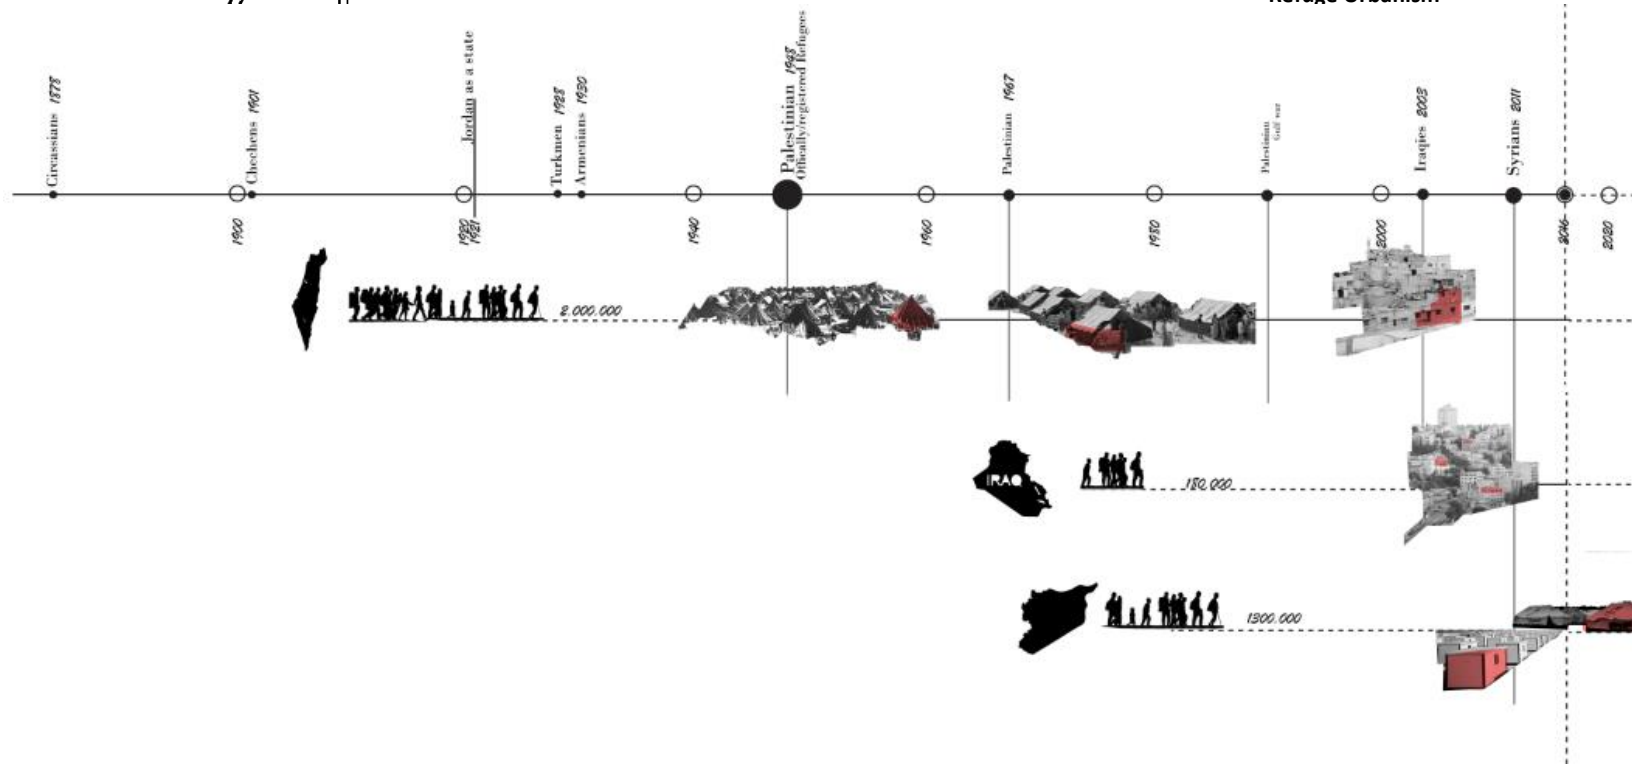 Refuge Urbanism
Circassians 1878
Chechens 1901
Jordan as a state
Turkmen 1928
Armenians 1930
Palestinian 1948
Offically/registered Refugees
Palestinian 1967
Palestinian
Gulf war
Iraqies 2003
Syrians 2011
1900
1920
1921
1940
1960
1980
2000
2016
2020
2.000.000
IRAQ
180.000
1300.000